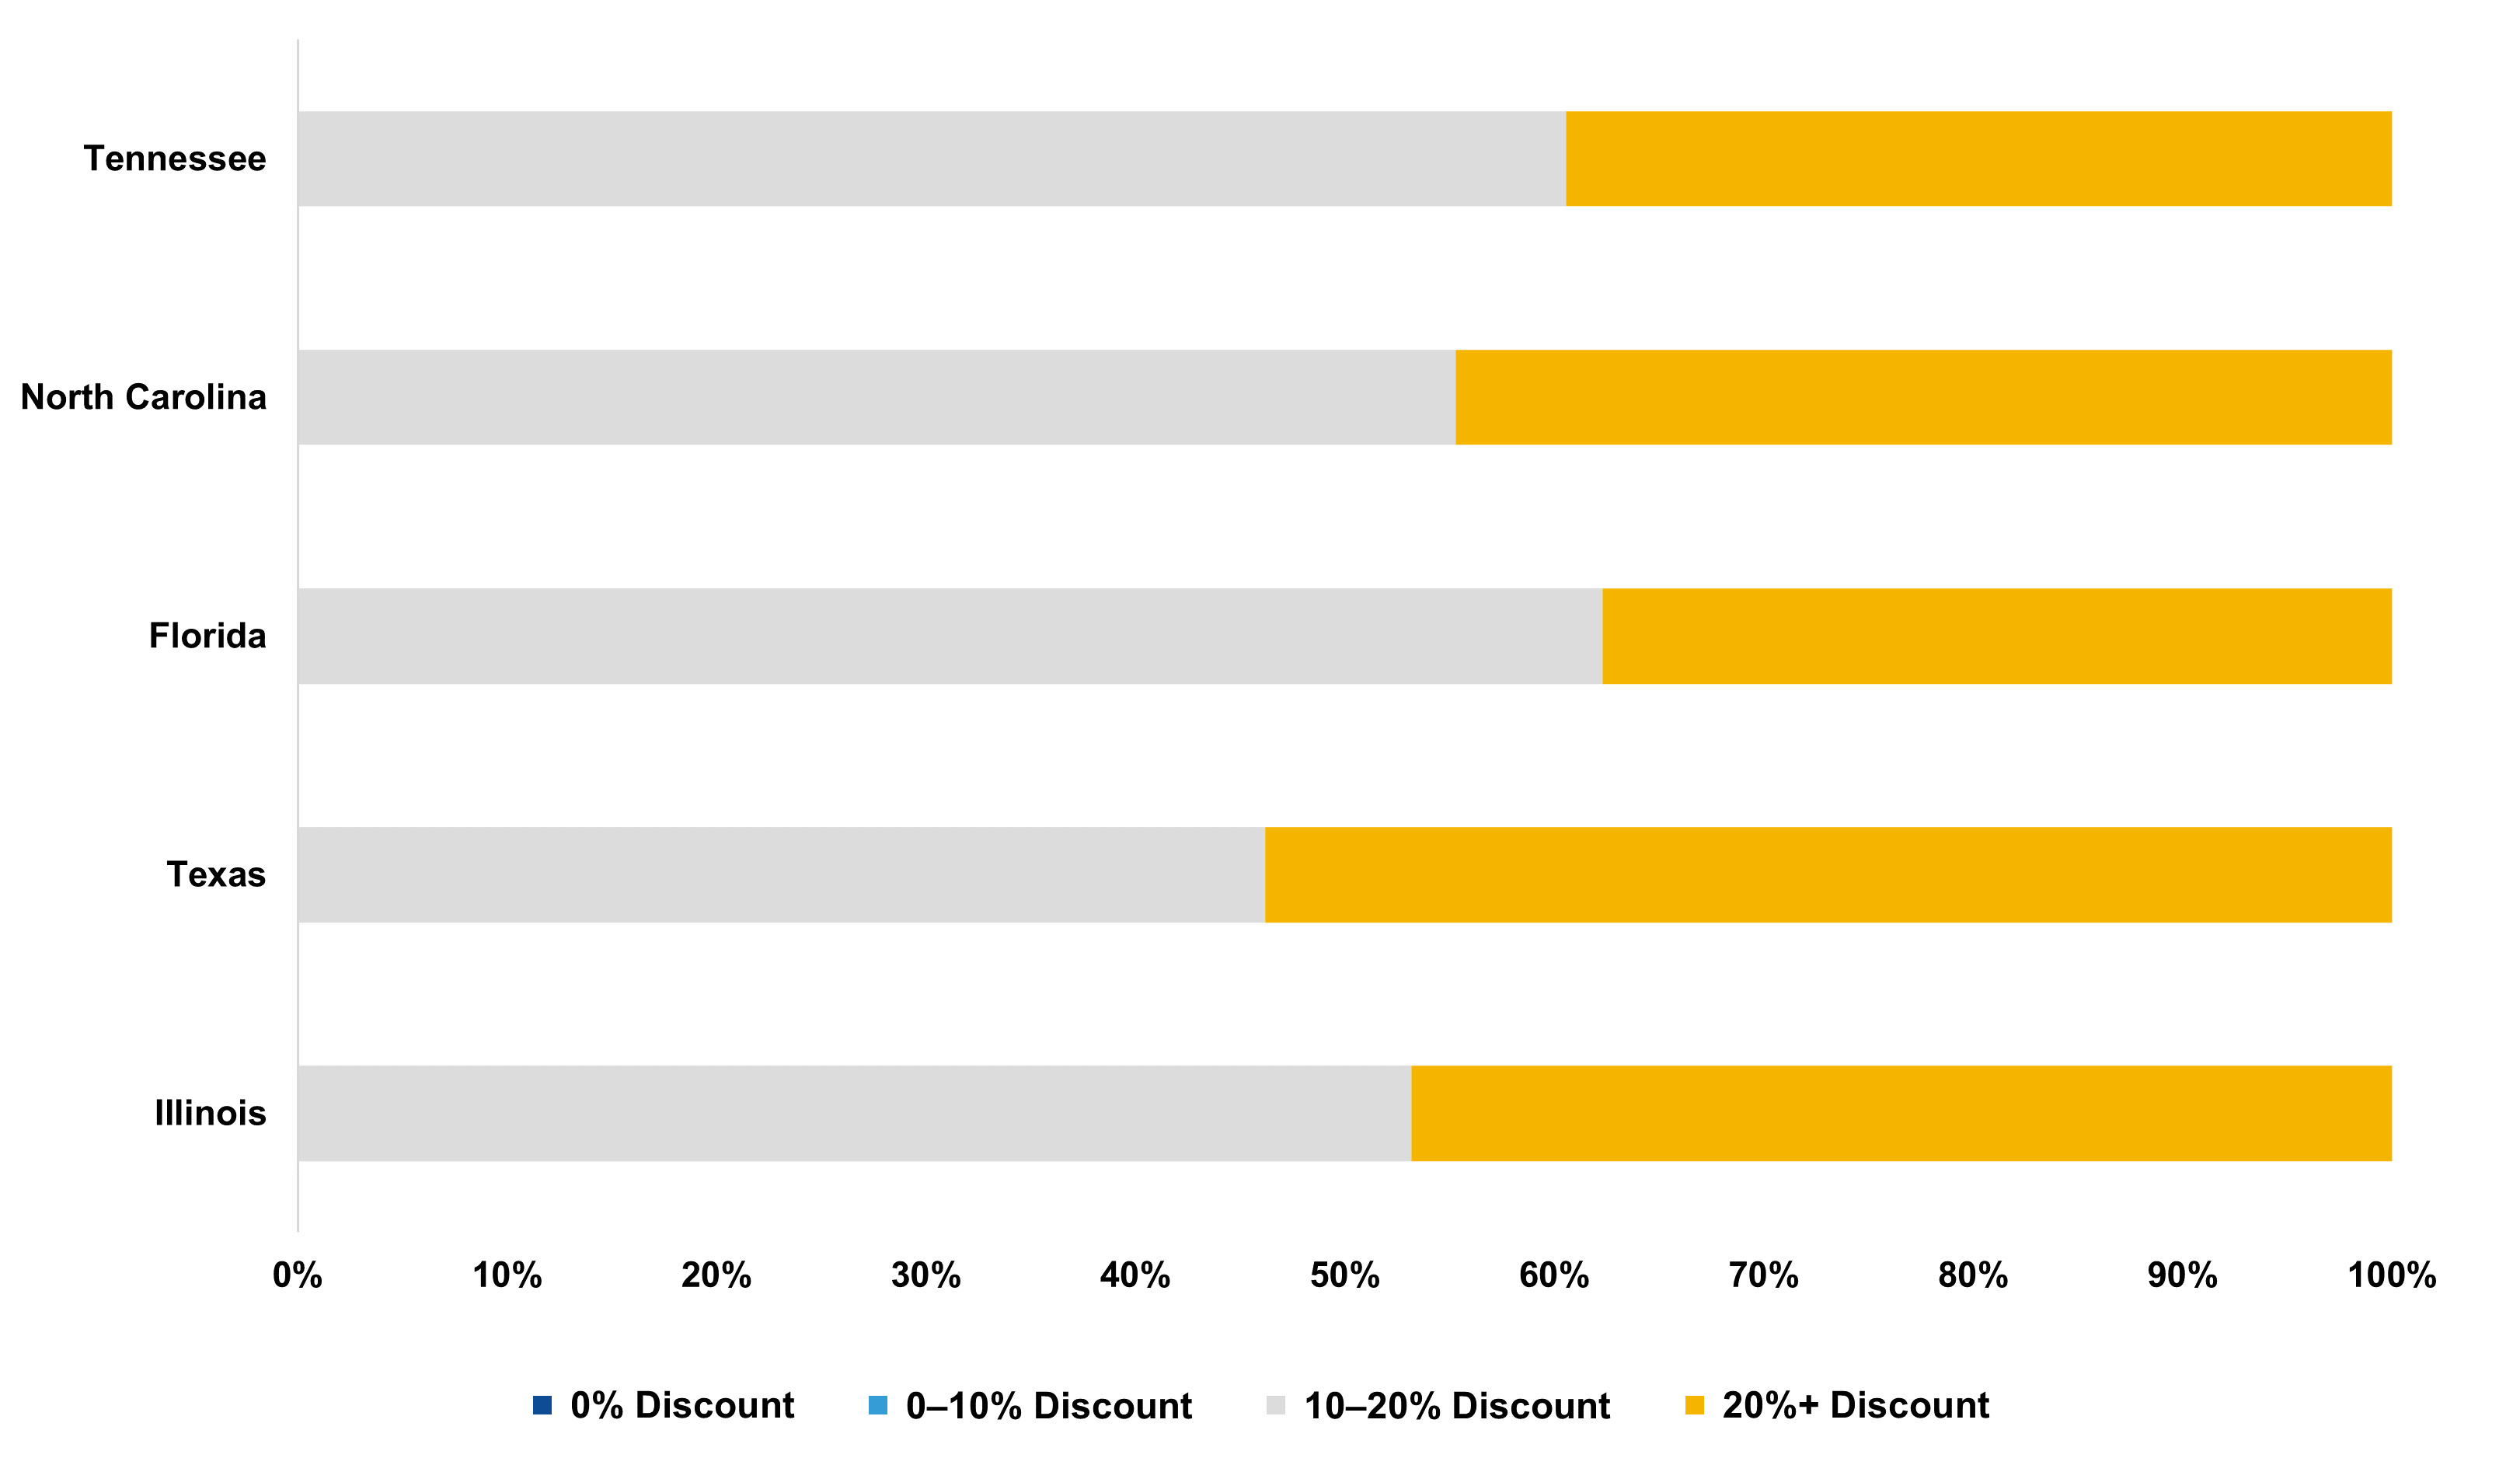 Tennessee
North Carolina
Florida
Texas
Illinois
0% 10% 20% 30% 40% 50% 60% 70% 80% 90% 100%
0% Discount 0–10% Discount 10–20% Discount 20%+ Discount